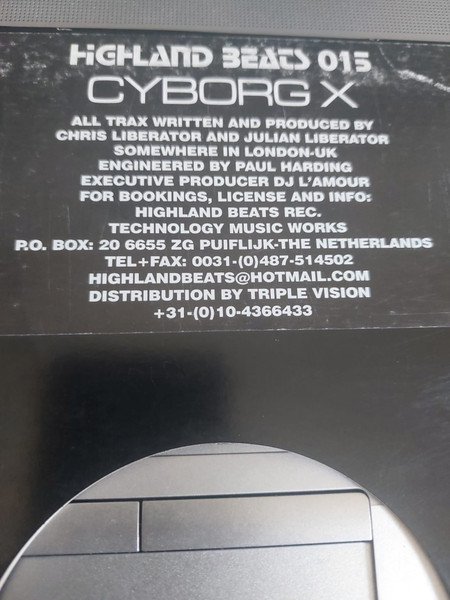 HIGHLAND BEATS 015
CYBORG X
ALL TRAX WRITTEN AND PRODUCED BY
CHRIS LIBERATOR AND JULIAN LIBERATOR
SOMEWHERE IN LONDON-UK
ENGINEERED BY PAUL HARDING
EXECUTIVE PRODUCER DJ L'AMOUR
FOR BOOKINGS, LICENSE AND INFO:
HIGHLAND BEATS REC.
TECHNOLOGY MUSIC WORKS
P.O. BOX: 20 6655 ZG PUIFLIJK-THE NETHERLANDS
TEL+FAX: 0031-(0)487-514502
HIGHLANDBEATS@HOTMAIL.COM
DISTRIBUTION BY TRIPLE VISION
+31-(0)10-4366433